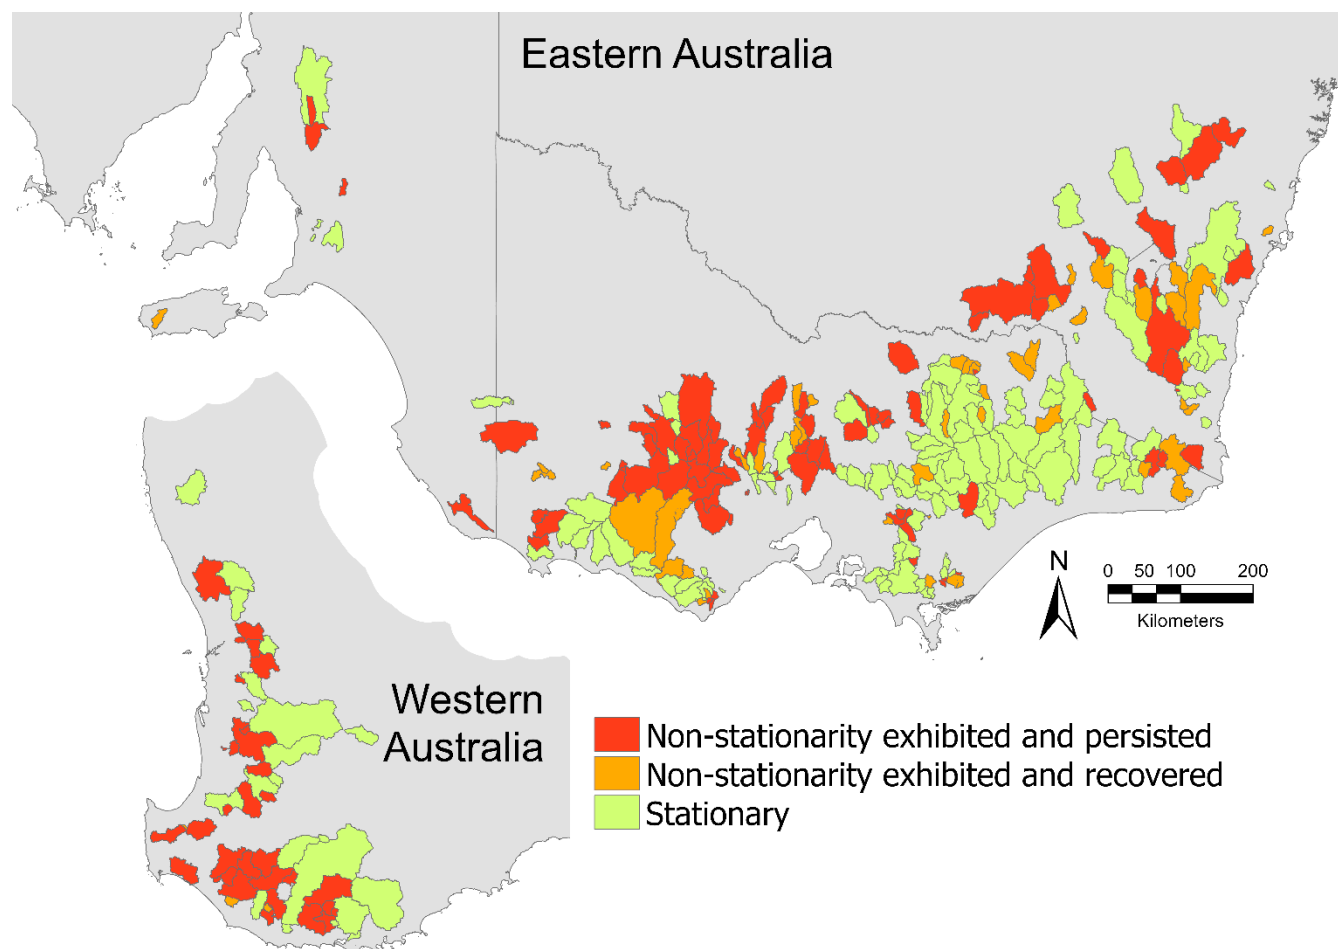 Eastern Australia
N
0 50 100 200
Kilometers
Western
Australia
Non-stationarity exhibited and persisted
Non-stationarity exhibited and recovered
Stationary